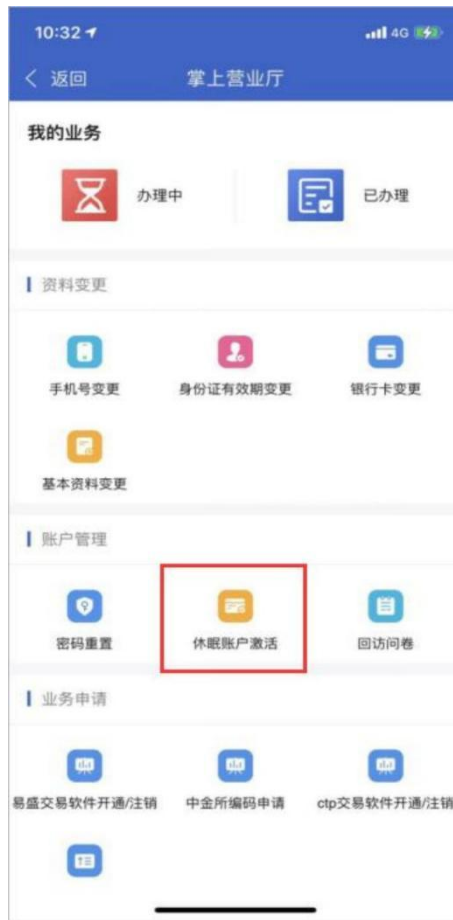 10:32
4G
返回
掌上营业厅
我的业务
办理中
已办理
资料变更
手机号变更
身份证有效期变更
银行卡变更
基本资料变更
账户管理
密码重置
休眠账户激活
回访问卷
业务申请
易盛交易软件开通/注销
中金所编码申请
ctp交易软件开通/注销